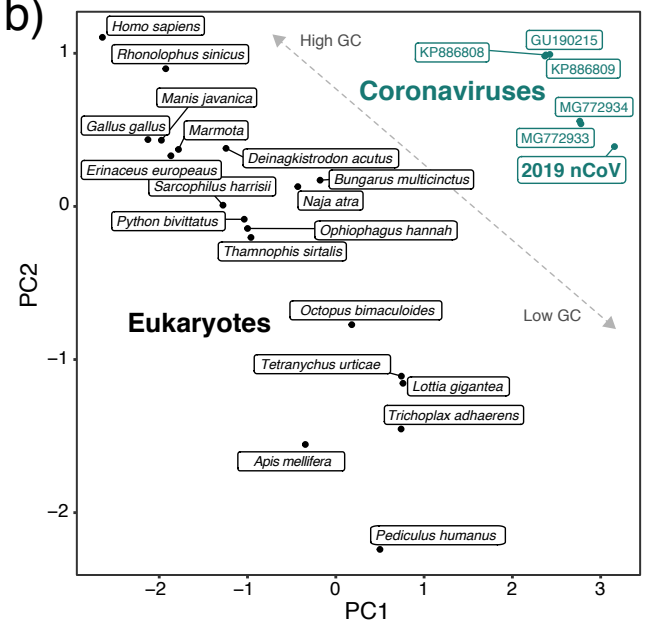 b)
Homo sapiens
High GC
GU190215
KP886808
Rhonolophus sinicus
KP886809
Coronaviruses
Manis javanica
MG772934
Gallus gallus
Marmota
MG772933
Deinagkistrodon acutus
Erinaceus europeaus
2019 nCoV
Bungarus multicinctus
Sarcophilus harrisii
Naja atra
Python bivittatus
Ophiophagus hannah
Thamnophis sirtalis
Octopus bimaculoides
Low GC
Eukaryotes
Tetranychus urticae
Lottia gigantea
Trichoplax adhaerens
Apis mellifera
Pediculus humanus
1
0
−1
−2
PC2
−2 −1 0 1 2 3
PC1